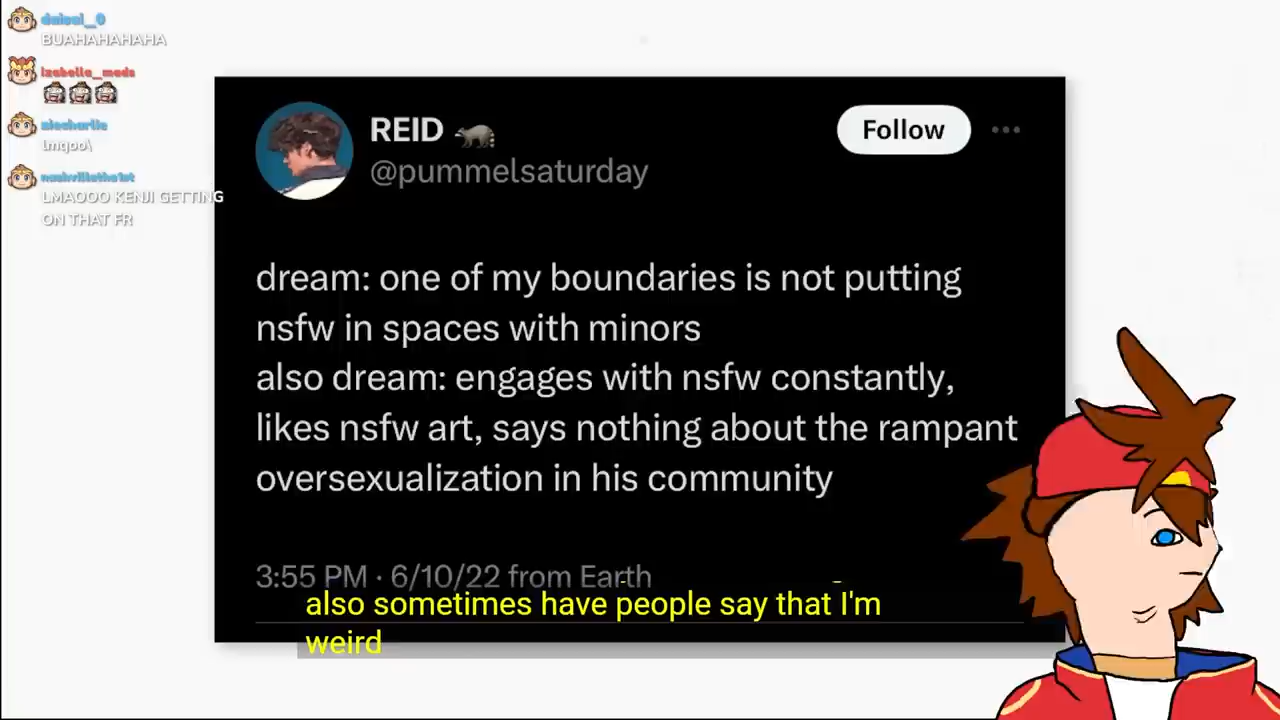 daisal_0
BUAHAHAHAHA
izabella_mads
aiecharlie
lmqoo\
nashvillethe1st
LMAOOO KENJI GETTING
ON THAT FR
REID
@pummelsaturday
Follow
dream: one of my boundaries is not putting
nsfw in spaces with minors
also dream: engages with nsfw constantly,
likes nsfw art, says nothing about the rampant
oversexualization in his community
3:55 PM · 6/10/22 from Earth
also sometimes have people say that I'm
weird